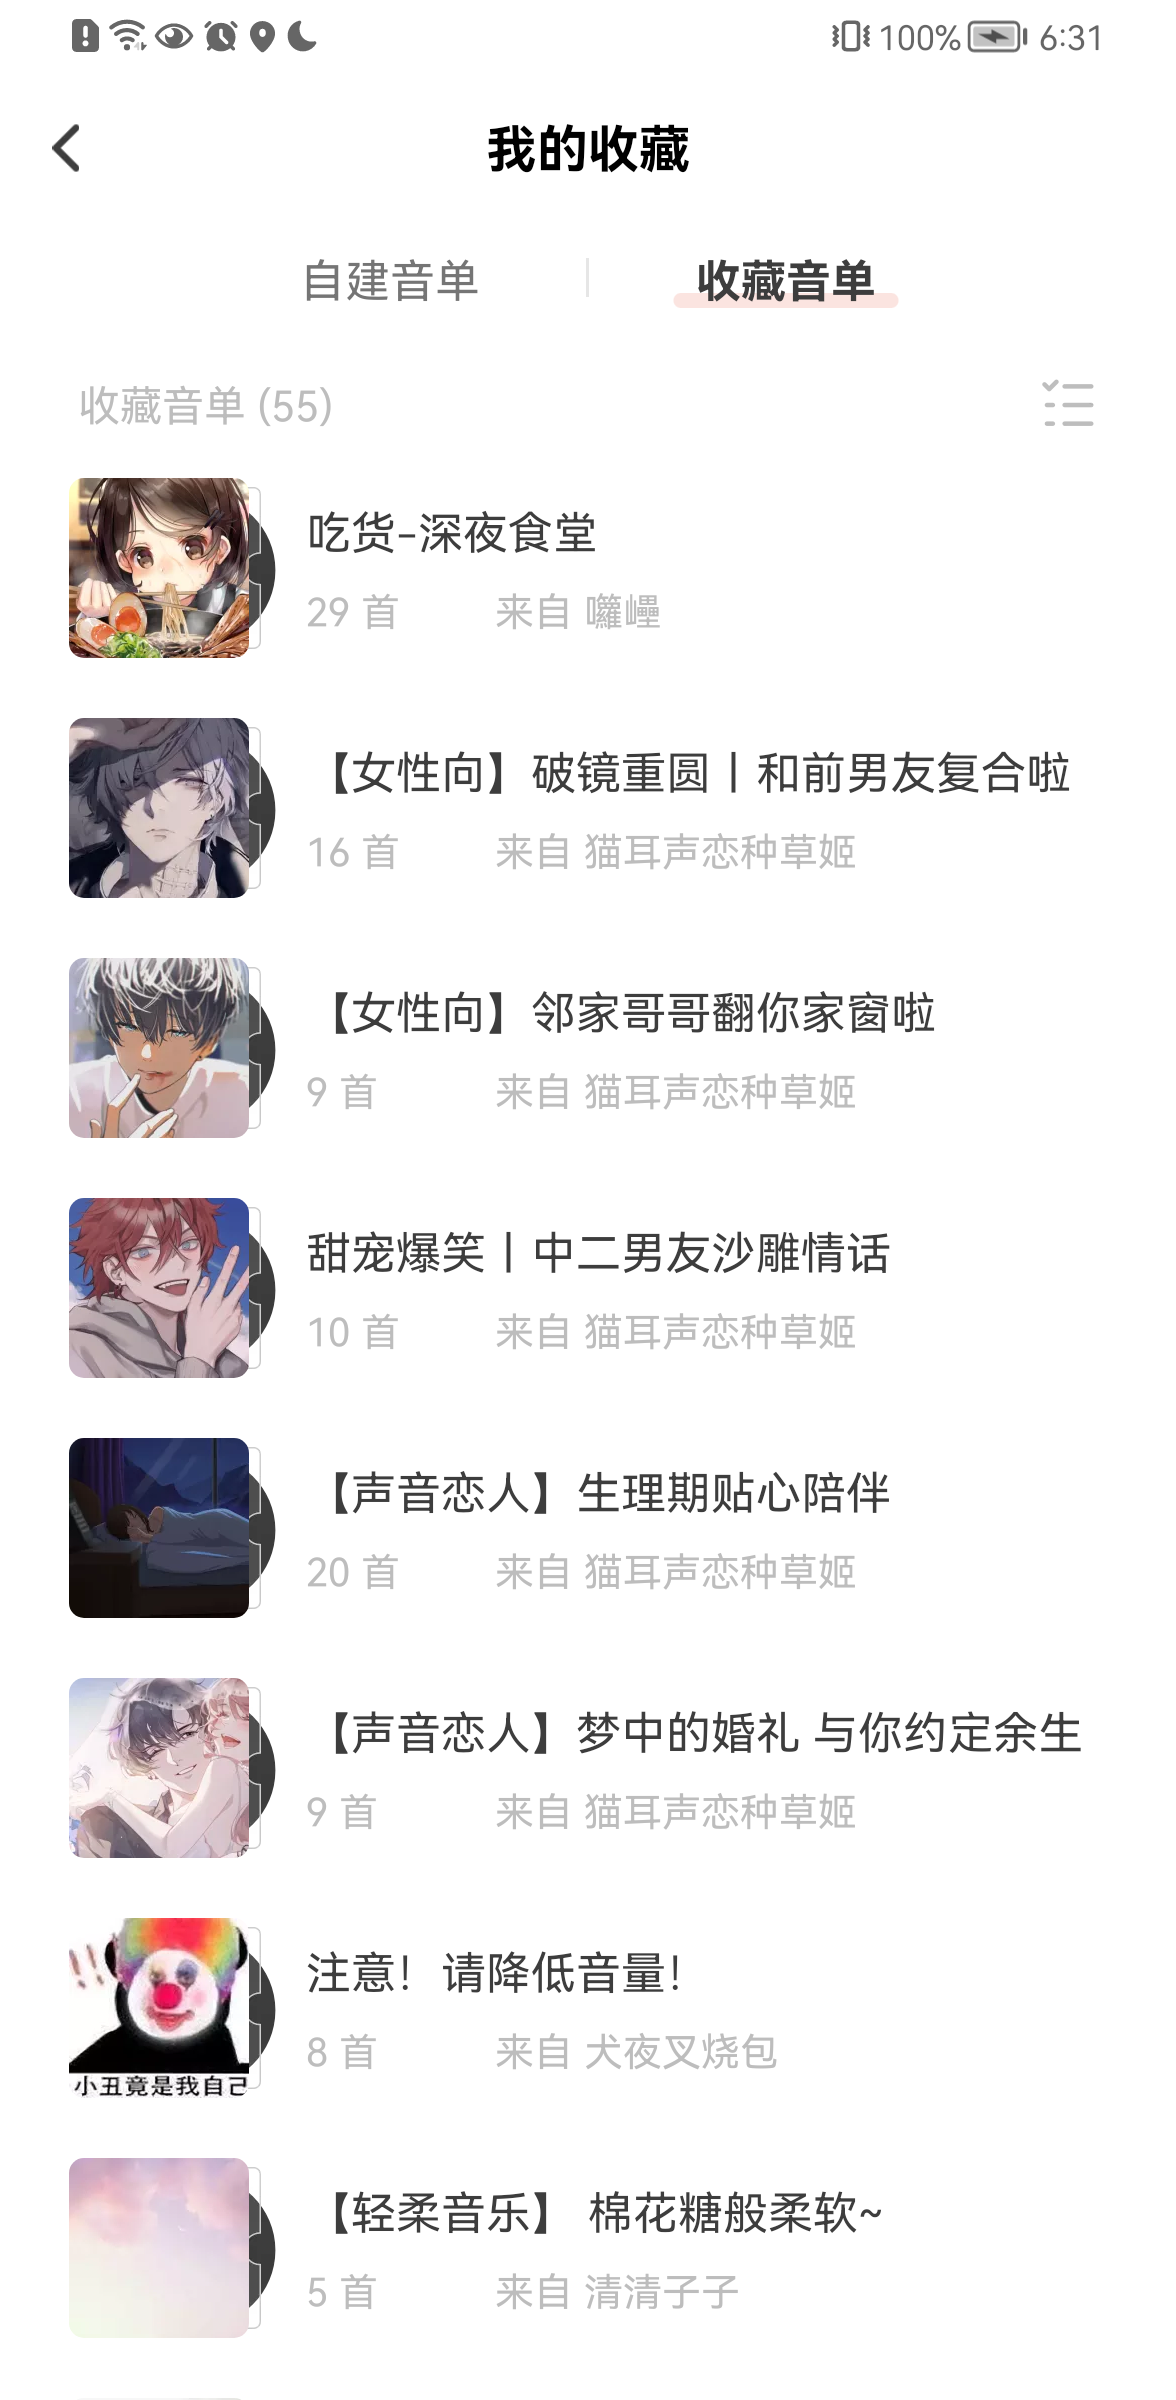 100% 6:31
我的收藏
自建音单
收藏音单
收藏音单 (55)
吃货-深夜食堂
29 首 来自 囖㠠
【女性向】破镜重圆丨和前男友复合啦
16 首 来自 猫耳声恋种草姬
【女性向】邻家哥哥翻你家窗啦
9 首 来自 猫耳声恋种草姬
甜宠爆笑丨中二男友沙雕情话
10 首 来自 猫耳声恋种草姬
【声音恋人】生理期贴心陪伴
20 首 来自 猫耳声恋种草姬
【声音恋人】梦中的婚礼 与你约定余生
9 首 来自 猫耳声恋种草姬
注意！请降低音量！
8 首 来自 犬夜叉烧包
小丑竟是我自己
【轻柔音乐】 棉花糖般柔软~
5 首 来自 清清子子